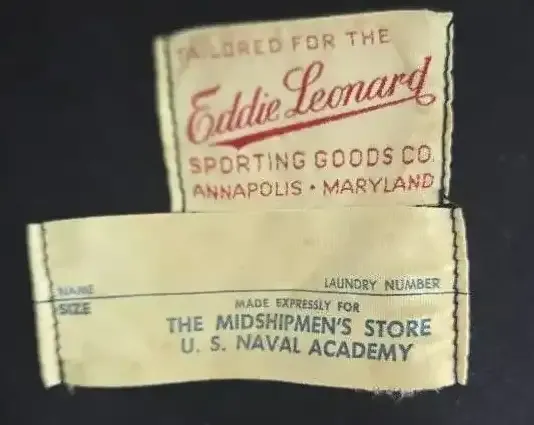 TAILORED FOR THE
Eddie Leonard
SPORTING GOODS CO.
ANNAPOLIS • MARYLAND
NAME LAUNDRY NUMBER
SIZE MADE EXPRESSLY FOR
THE MIDSHIPMEN'S STORE
U. S. NAVAL ACADEMY